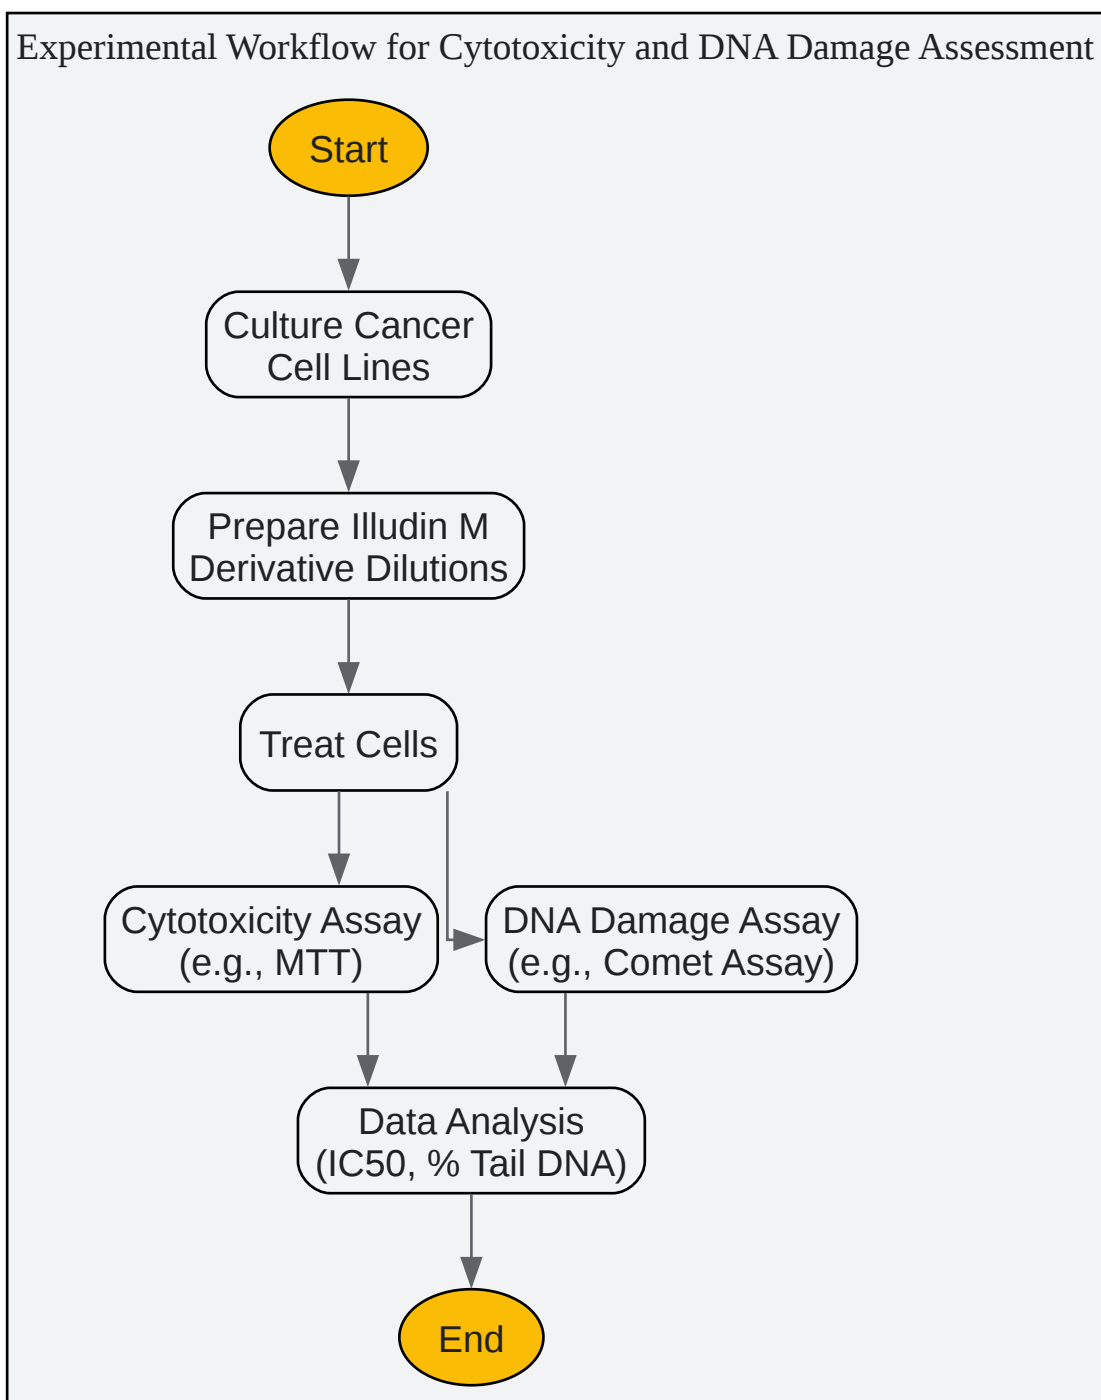 Experimental Workflow for Cytotoxicity and DNA Damage Assessment
Start
Culture Cancer
Cell Lines
Prepare Illudin M
Derivative Dilutions
Treat Cells
Cytotoxicity Assay
(e.g., MTT)
DNA Damage Assay
(e.g., Comet Assay)
Data Analysis
(IC50, % Tail DNA)
End